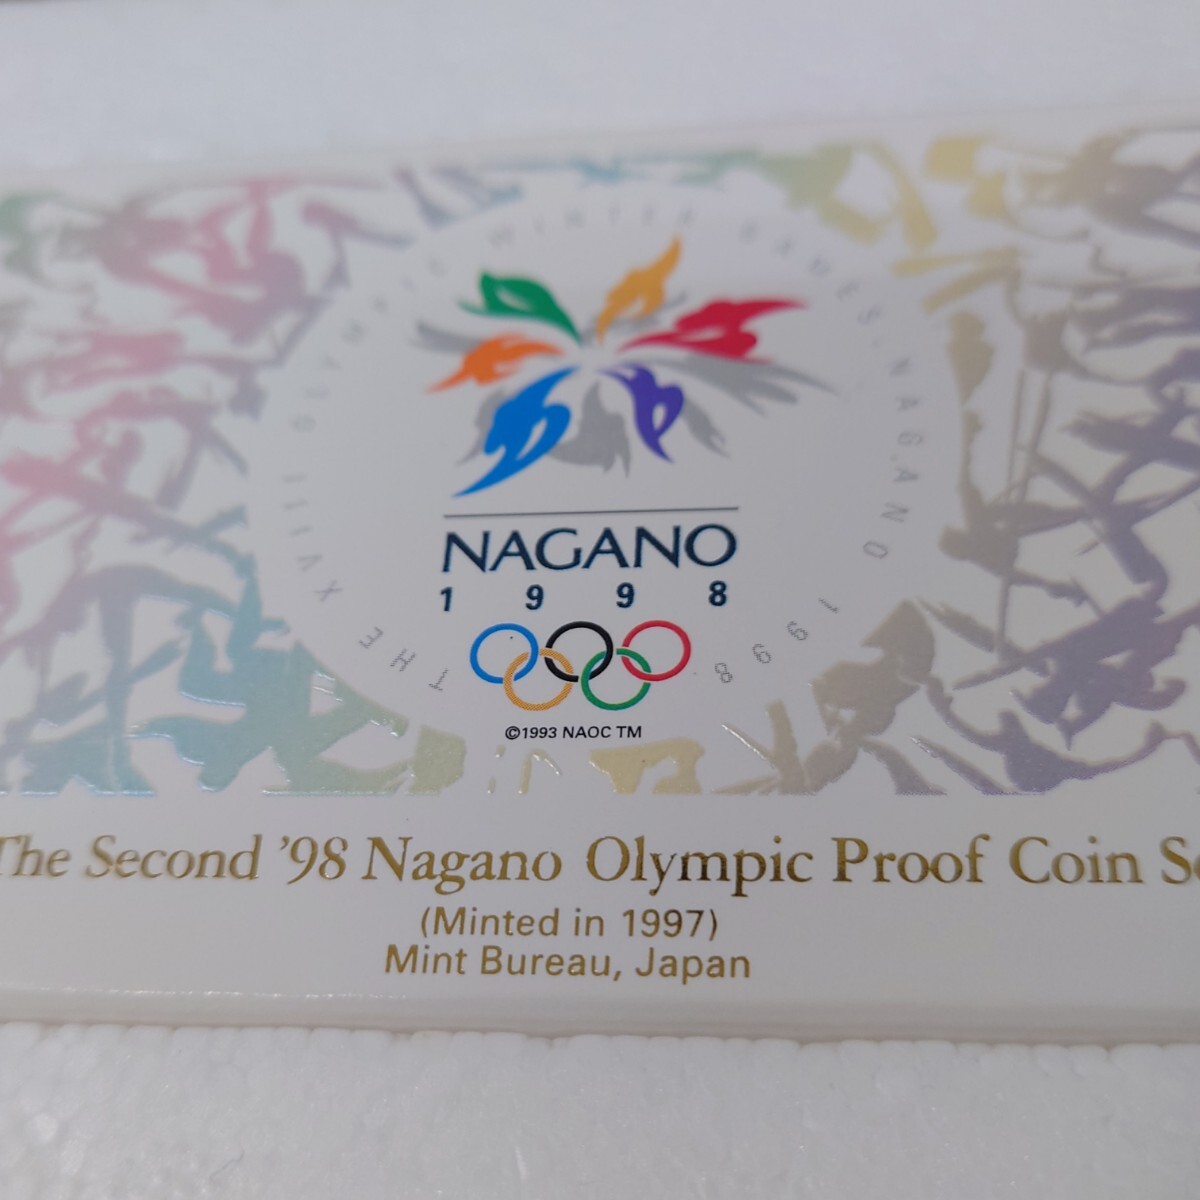 THE XVIII OLYMPIC WINTER GAMES · NAGANO 1998
NAGANO
1998
©1993 NAOC TM
The Second '98 Nagano Olympic Proof Coin
(Minted in 1997)
Mint Bureau, Japan